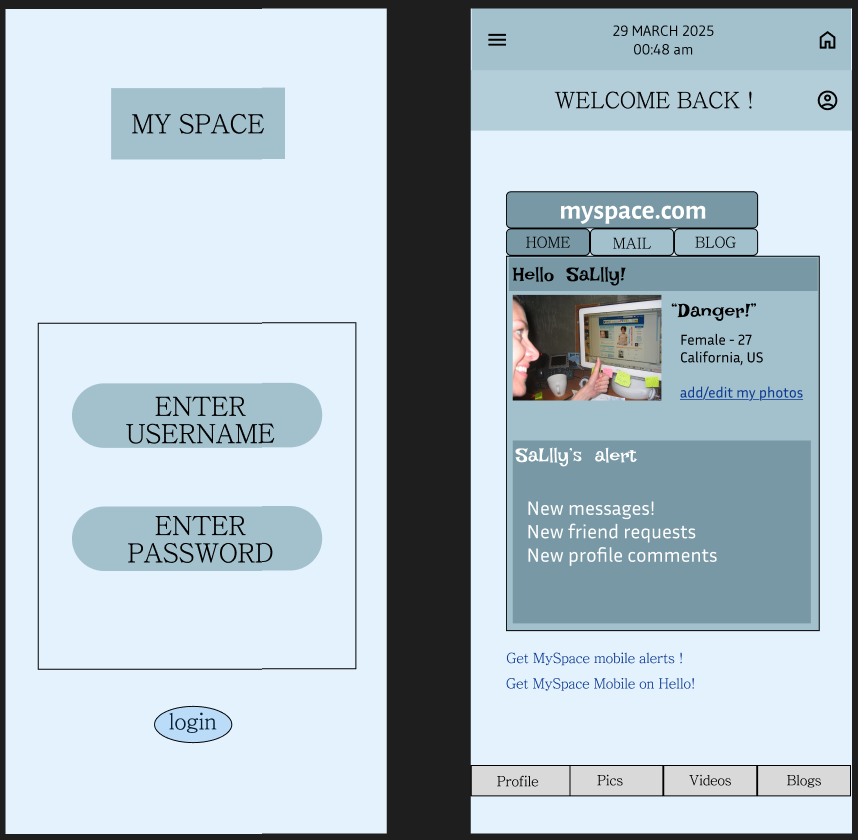 MY SPACE
ENTER
USERNAME
ENTER
PASSWORD
login
29 MARCH 2025
00:48 am
WELCOME BACK !
myspace.com
HOME
MAIL
BLOG
Hello SaLlly!
“Danger!”
Female - 27
California, US
add/edit my photos
SaLlly's alert
New messages!
New friend requests
New profile comments
Get MySpace mobile alerts !
Get MySpace Mobile on Hello!
Profile
Pics
Videos
Blogs